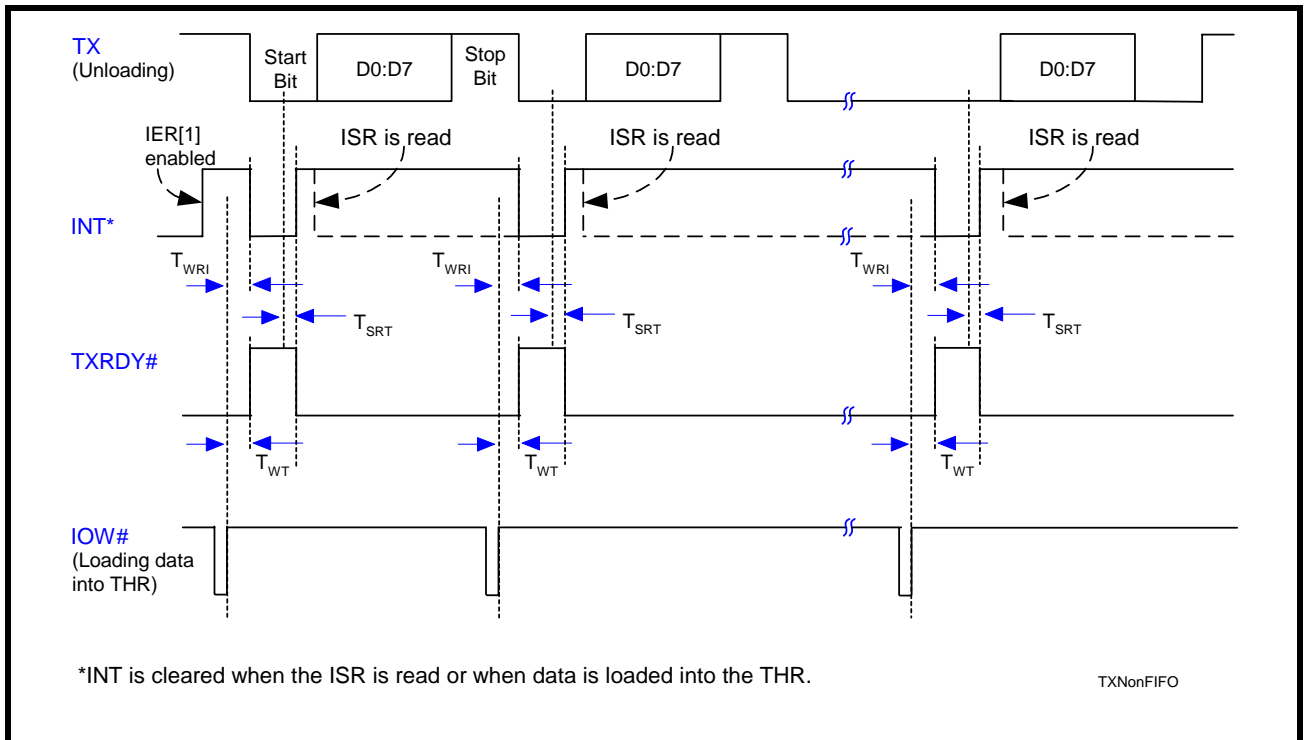 TX
(Unloading)
Start
Bit
D0:D7
Stop
Bit
D0:D7
D0:D7
IER[1]
enabled
ISR is read
ISR is read
ISR is read
INT*
TWRI
TWRI
TWRI
TSRT
TSRT
TSRT
TXRDY#
TWT
TWT
TWT
IOW#
(Loading data
into THR)
*INT is cleared when the ISR is read or when data is loaded into the THR.
TXNonFIFO